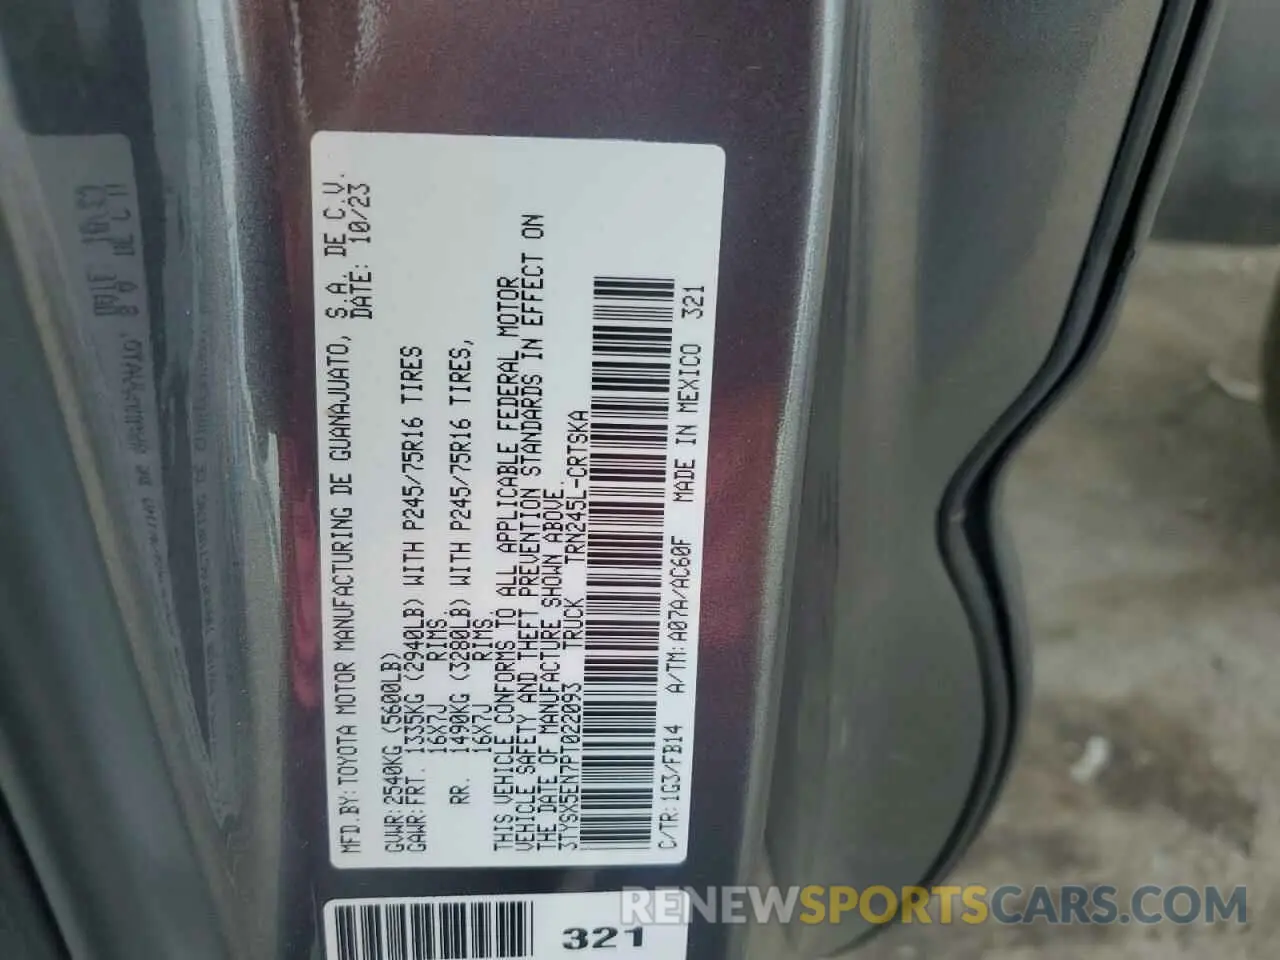 MFD.BY:TOYOTA MOTOR MANUFACTURING DE GUANAJUATO, S.A. DE C.V.
DATE: 10/23
GVWR:2540KG (5600LB)
GAWR:FRT. 1335KG (2940LB) WITH P245/75R16 TIRES
16X7J RIMS.
RR. 1490KG (3280LB) WITH P245/75R16 TIRES,
16X7J RIMS.
THIS VEHICLE CONFORMS TO ALL APPLICABLE FEDERAL MOTOR
VEHICLE SAFETY AND THEFT PREVENTION STANDARDS IN EFFECT ON
THE DATE OF MANUFACTURE SHOWN ABOVE.
3TYSX5EN7PT022093 TRUCK TRN245L-CRTSKA
C/TR:1G3/FB14 A/TM:A07A/AC60F MADE IN MEXICO 321
321
RENEWSPORTSCARS.COM